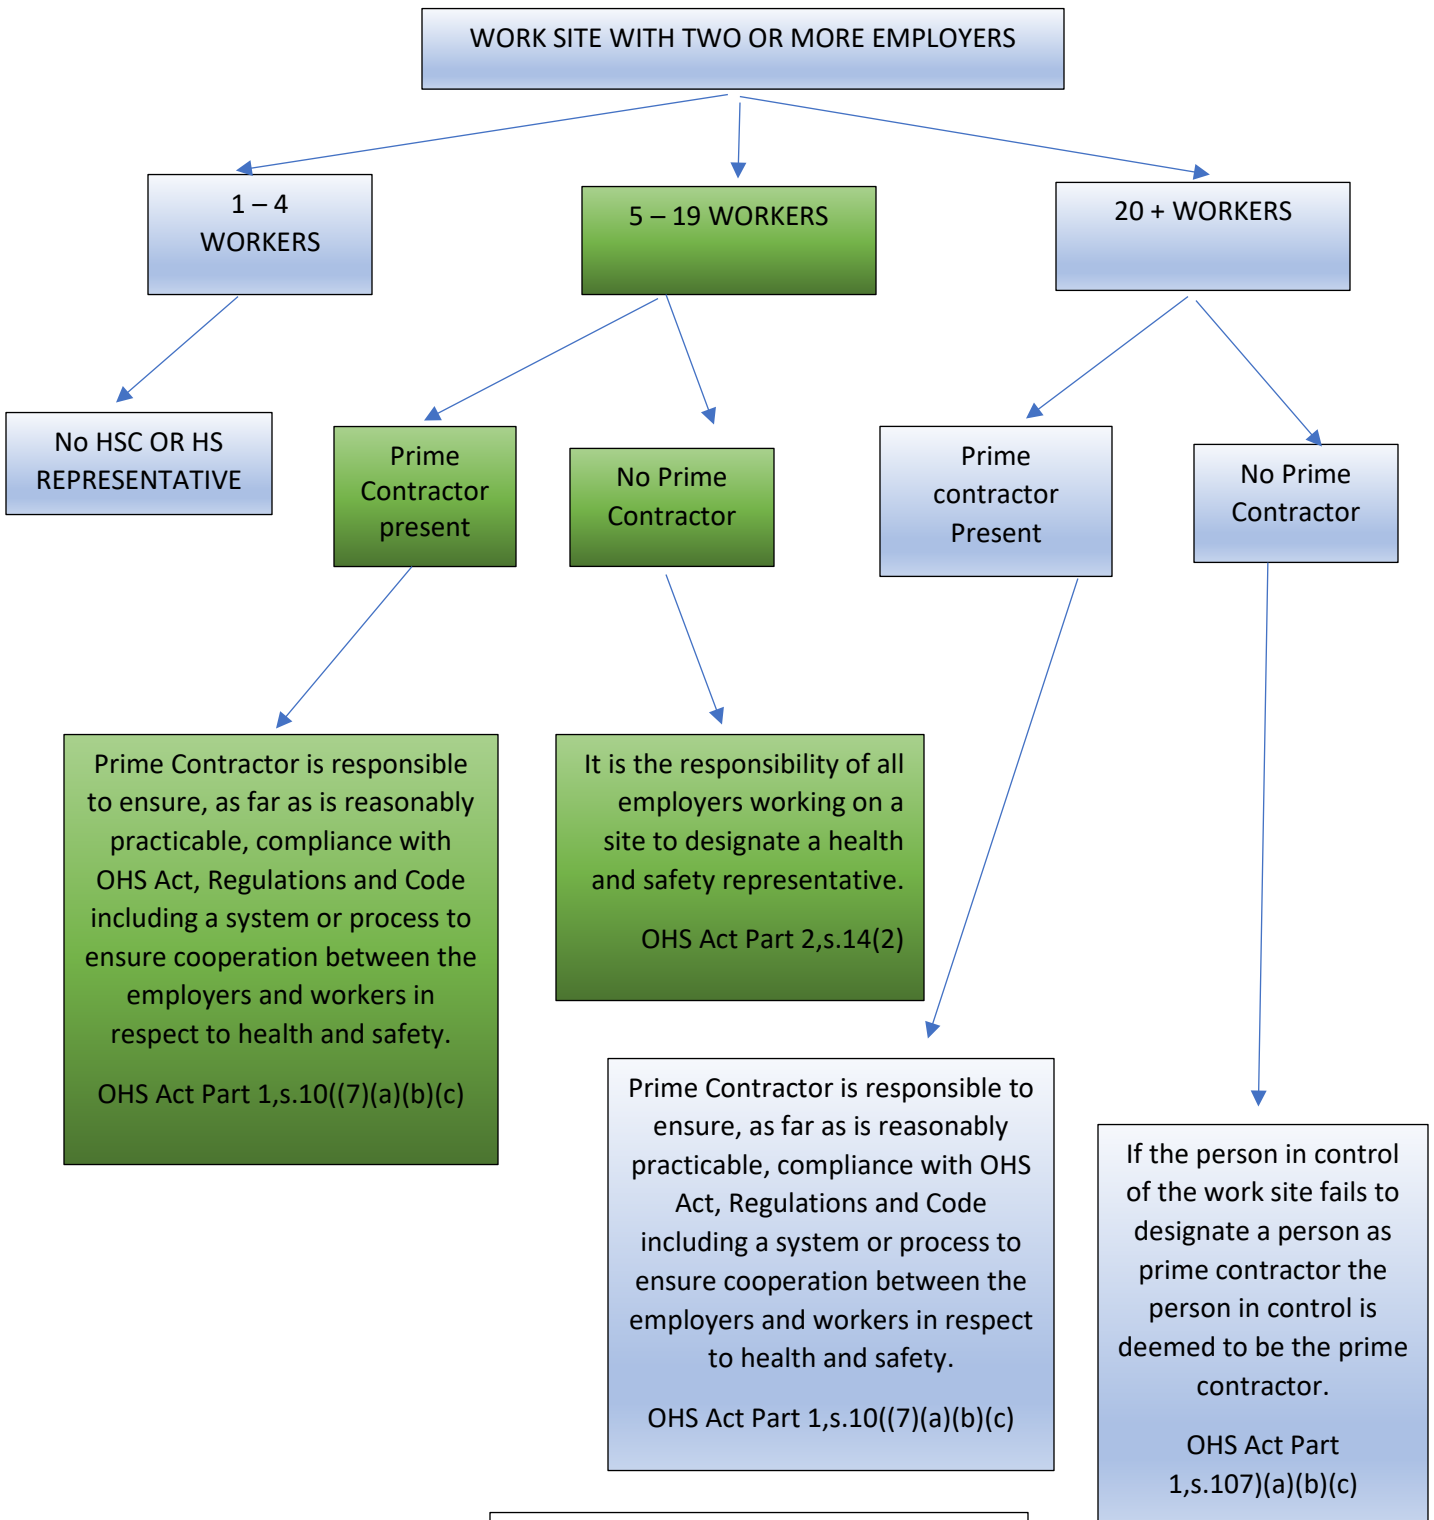 WORK SITE WITH TWO OR MORE EMPLOYERS
1 – 4
WORKERS
5 – 19 WORKERS
20 + WORKERS
No HSC OR HS
REPRESENTATIVE
Prime
Contractor
present
No Prime
Contractor
Prime
contractor
Present
No Prime
Contractor
Prime Contractor is responsible
to ensure, as far as is reasonably
practicable, compliance with
OHS Act, Regulations and Code
including a system or process to
ensure cooperation between the
employers and workers in
respect to health and safety.
OHS Act Part 1,s.10((7)(a)(b)(c)
It is the responsibility of all
employers working on a
site to designate a health
and safety representative.
OHS Act Part 2,s.14(2)
Prime Contractor is responsible to
ensure, as far as is reasonably
practicable, compliance with OHS
Act, Regulations and Code
including a system or process to
ensure cooperation between the
employers and workers in respect
to health and safety.
OHS Act Part 1,s.10((7)(a)(b)(c)
If the person in control
of the work site fails to
designate a person as
prime contractor the
person in control is
deemed to be the prime
contractor.
OHS Act Part
1,s.107)(a)(b)(c)